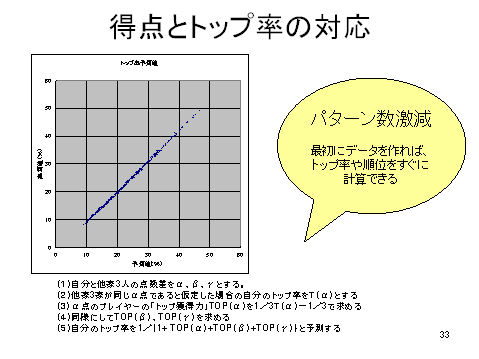 得点とトップ率の対応
トップ率予測値
60
50
40
30
20
10
0
0 10 20 30 40 50 60
実測値(%)
予測値(%)
パターン数激減
最初にデータを作れば、
トップ率や順位をすぐに
計算できる
(1)自分と他家3人の点数差をα、β、γとする。
(2)他家3家が同じα点であると仮定した場合の自分のトップ率をT(α)とする
(3)α点のプレイヤーの「トップ獲得力」TOP(α)を1/3T(α)-1/3で求める
(4)同様にしてTOP(β)、TOP(γ)を求める
(5)自分のトップ率を1/{1+TOP(α)+TOP(β)+TOP(γ)}と予測する
33